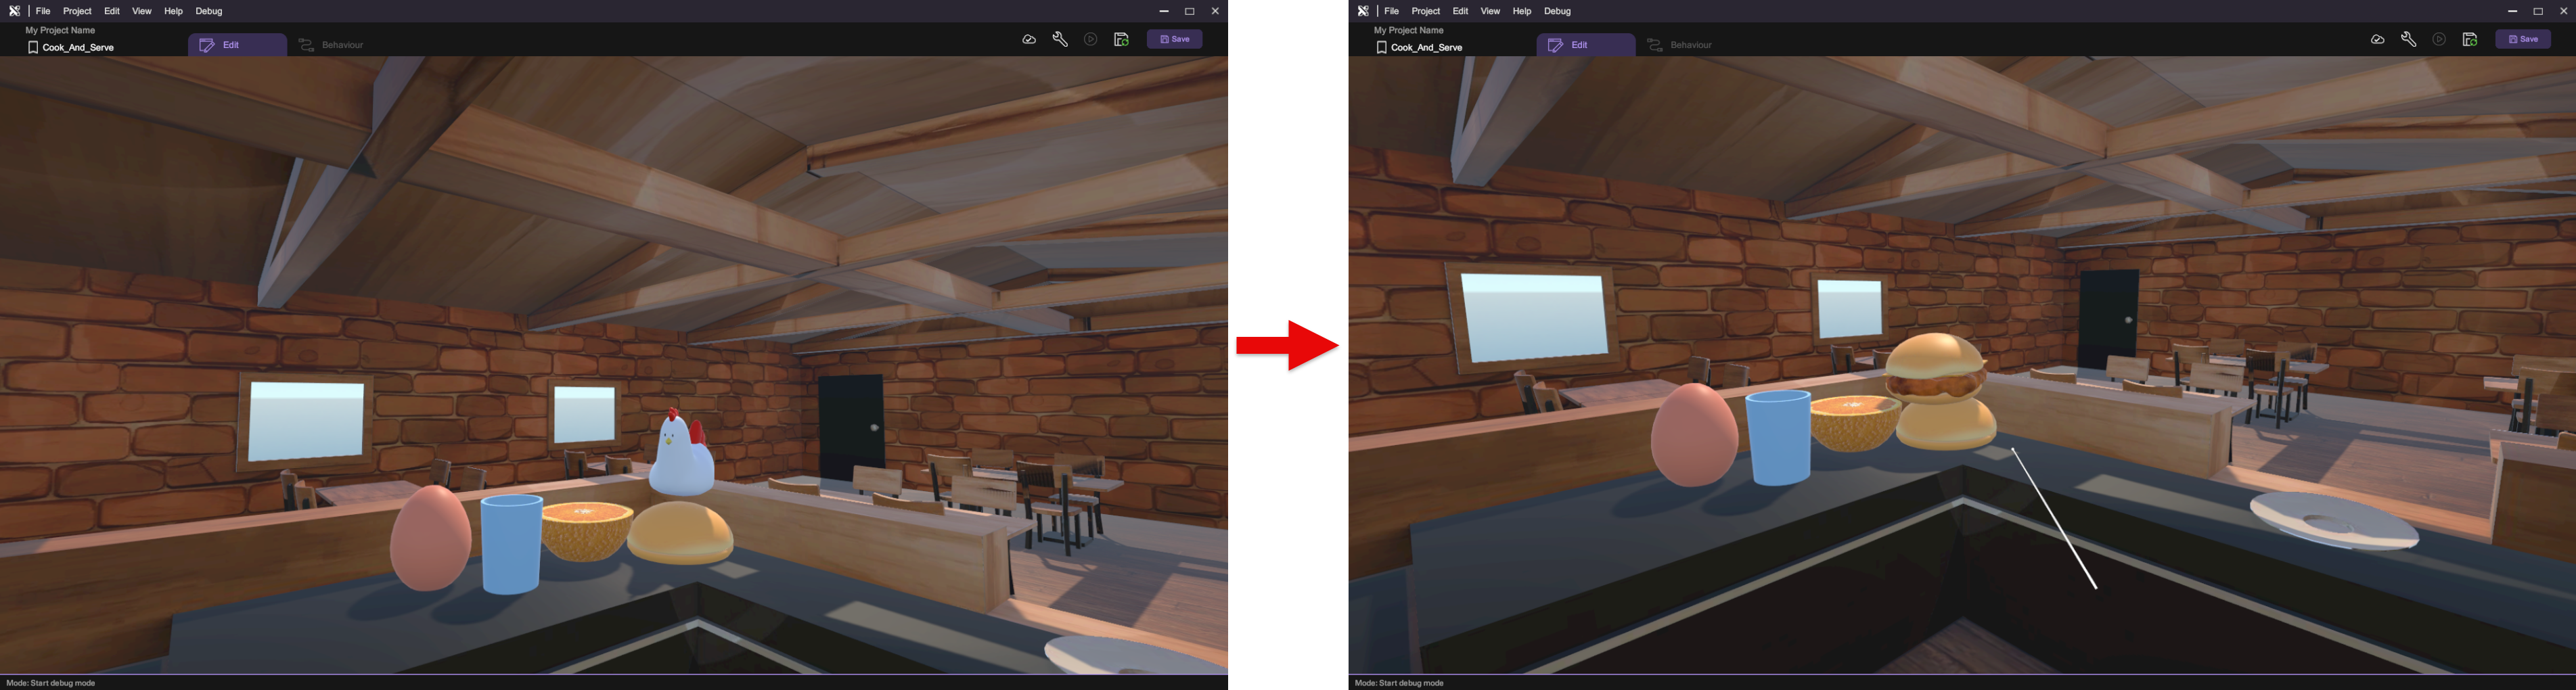 File Project Edit View Help Debug
My Project Name
Cook_And_Serve
Edit
Behaviour
Save
Mode: Start debug mode
File Project Edit View Help Debug
My Project Name
Cook_And_Serve
Edit
Behaviour
Save
Mode: Start debug mode